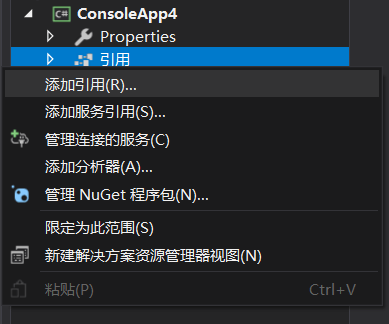 C# ConsoleApp4
Properties
引用
添加引用(R)...
添加服务引用(S)...
管理连接的服务(C)
添加分析器(A)...
管理 NuGet 程序包(N)...
限定为此范围(S)
新建解决方案资源管理器视图(N)
粘贴(P) Ctrl+V